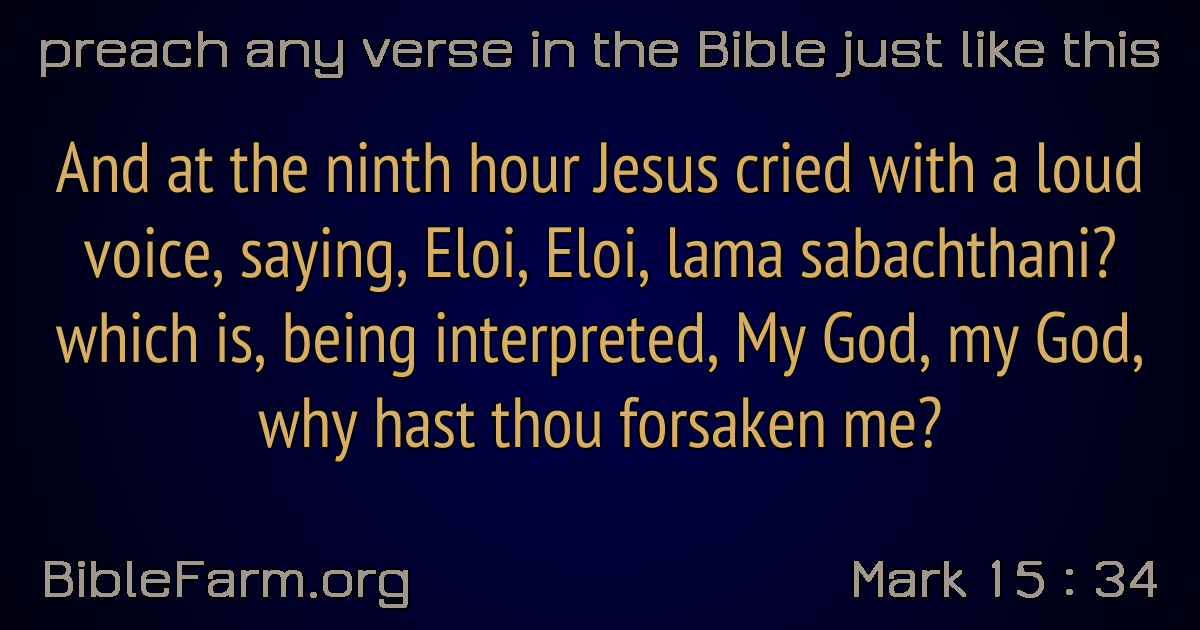 preach any verse in the Bible just like this
And at the ninth hour Jesus cried with a loud
voice, saying, Eloi, Eloi, lama sabachthani?
which is, being interpreted, My God, my God,
why hast thou forsaken me?
BibleFarm.org
Mark 15 : 34